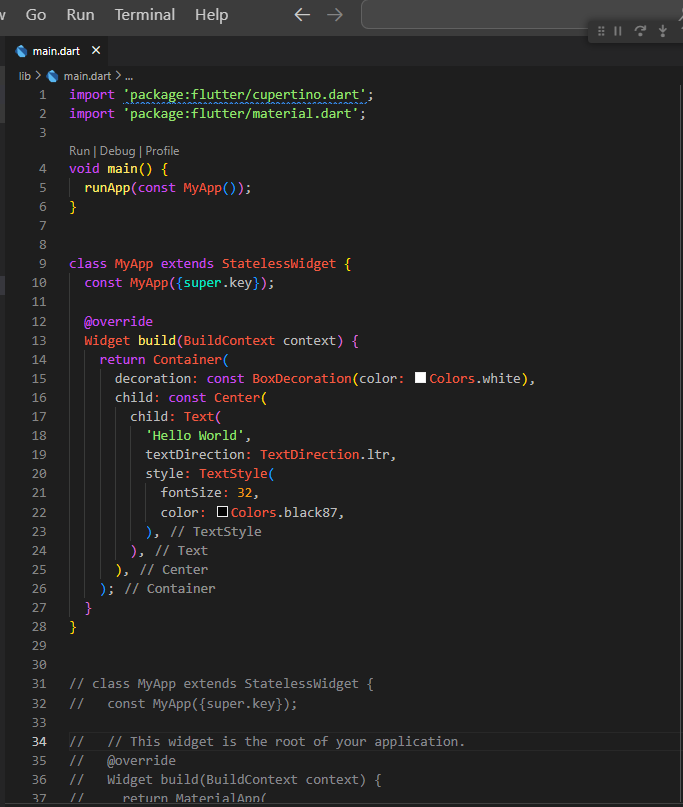 Go Run Terminal Help
main.dart
lib > main.dart > ...
1 import 'package:flutter/cupertino.dart';
2 import 'package:flutter/material.dart';
3
Run | Debug | Profile
4 void main() {
5   runApp(const MyApp());
6 }
7
8
9 class MyApp extends StatelessWidget {
10   const MyApp({super.key});
11
12   @override
13   Widget build(BuildContext context) {
14     return Container(
15       decoration: const BoxDecoration(color: Colors.white),
16       child: const Center(
17         child: Text(
18           'Hello World',
19           textDirection: TextDirection.ltr,
20           style: TextStyle(
21             fontSize: 32,
22             color: Colors.black87,
23           ), // TextStyle
24         ), // Text
25       ), // Center
26     ); // Container
27   }
28 }
29
30
31 // class MyApp extends StatelessWidget {
32 //   const MyApp({super.key});
33
34 //   // This widget is the root of your application.
35 //   @override
36 //   Widget build(BuildContext context) {
37 //     return MaterialApp(